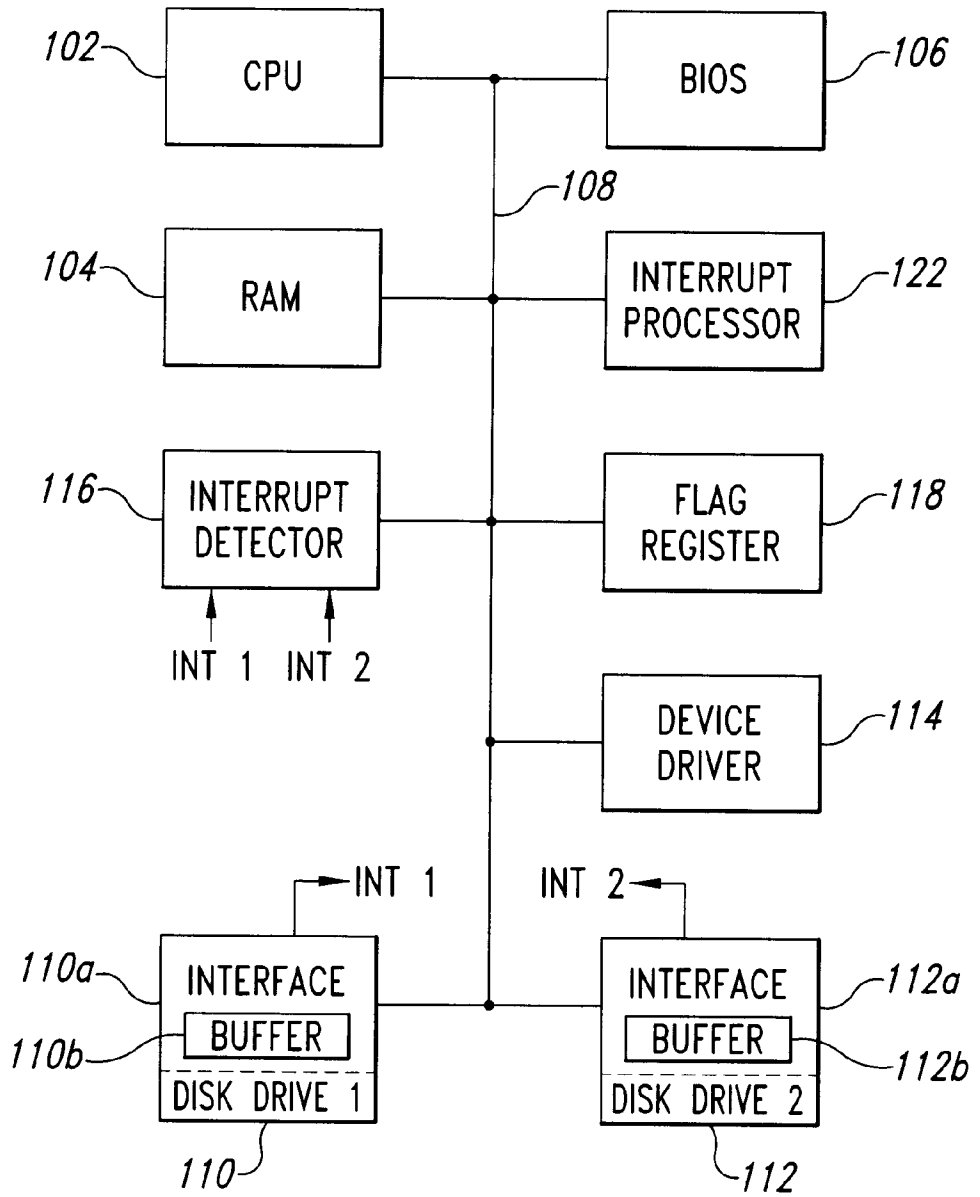 102
CPU
BIOS
106
108
104
RAM
INTERRUPT
PROCESSOR
122
116
INTERRUPT
DETECTOR
FLAG
REGISTER
118
INT 1
INT 2
DEVICE
DRIVER
114
INT 1
INT 2
110a
INTERFACE
110b
BUFFER
DISK DRIVE 1
110
INTERFACE
112a
BUFFER
112b
DISK DRIVE 2
112